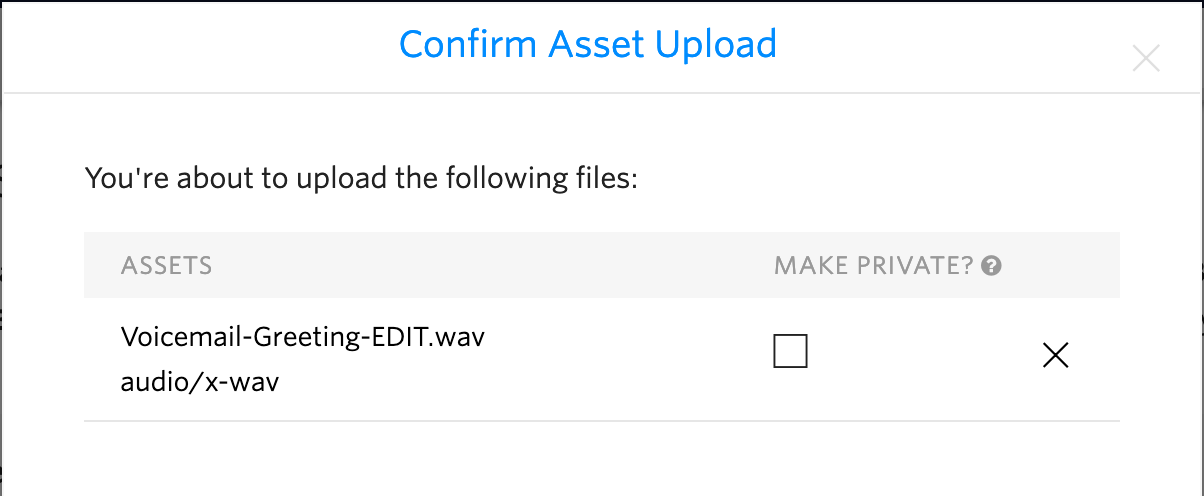 Confirm Asset Upload
You're about to upload the following files:
ASSETS MAKE PRIVATE? ?
Voicemail-Greeting-EDIT.wav
audio/x-wav